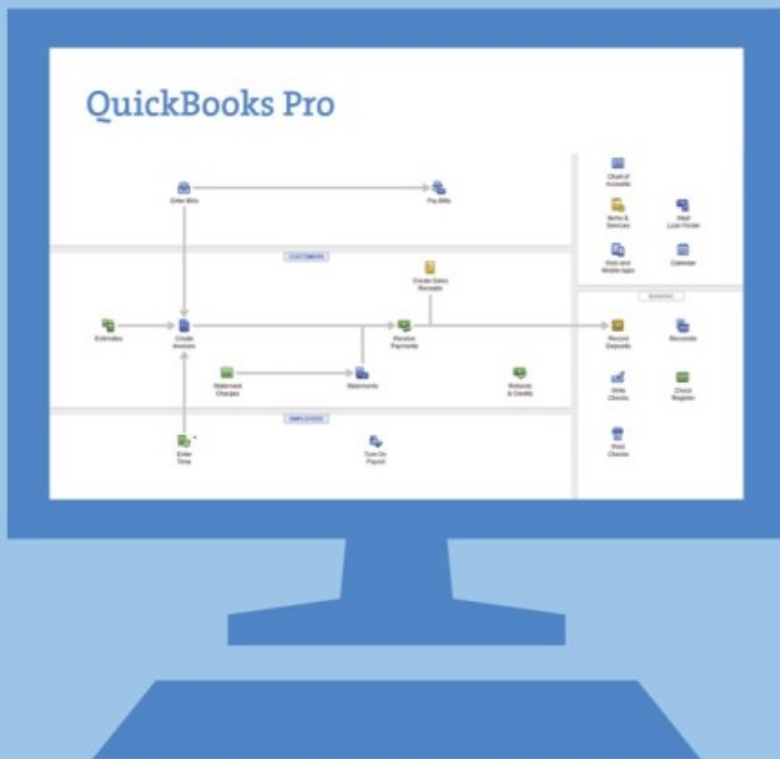 QuickBooks Pro
Enter Bills
Pay Bills
CUSTOMERS
Create Sales
Receipts
Estimates
Create
Invoices
Receive
Payments
Statement
Charges
Statements
Refunds
& Credits
EMPLOYEES
Enter
Time
Turn On
Payroll
Chart of
Accounts
Items &
Services
Intuit
Loan Finder
Web and
Mobile Apps
Calendar
BANKING
Record
Deposits
Reconcile
Write
Checks
Check
Register
Print
Checks